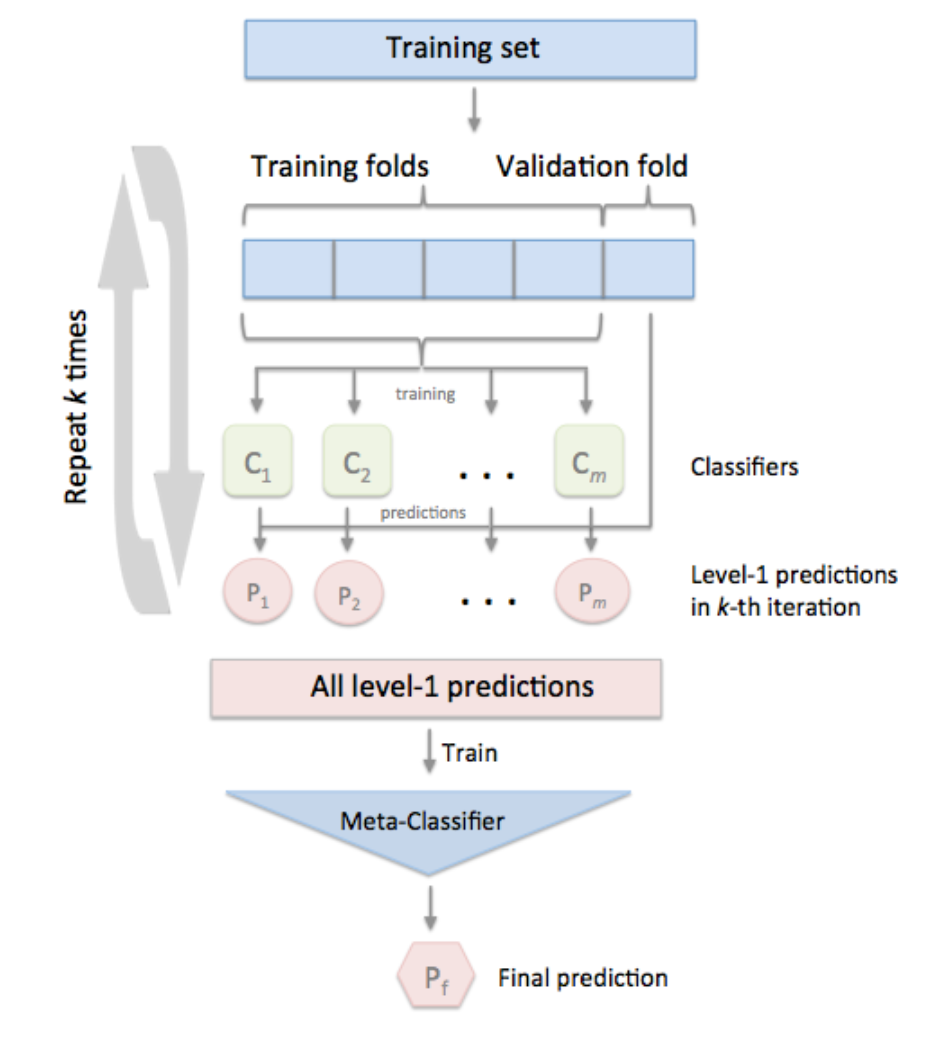 Training set
Training folds
Validation fold
Repeat k times
training
C1
C2
. . .
Cm
Classifiers
predictions
P1
P2
. . .
Pm
Level-1 predictions
in k-th iteration
All level-1 predictions
Train
Meta-Classifier
Pf
Final prediction